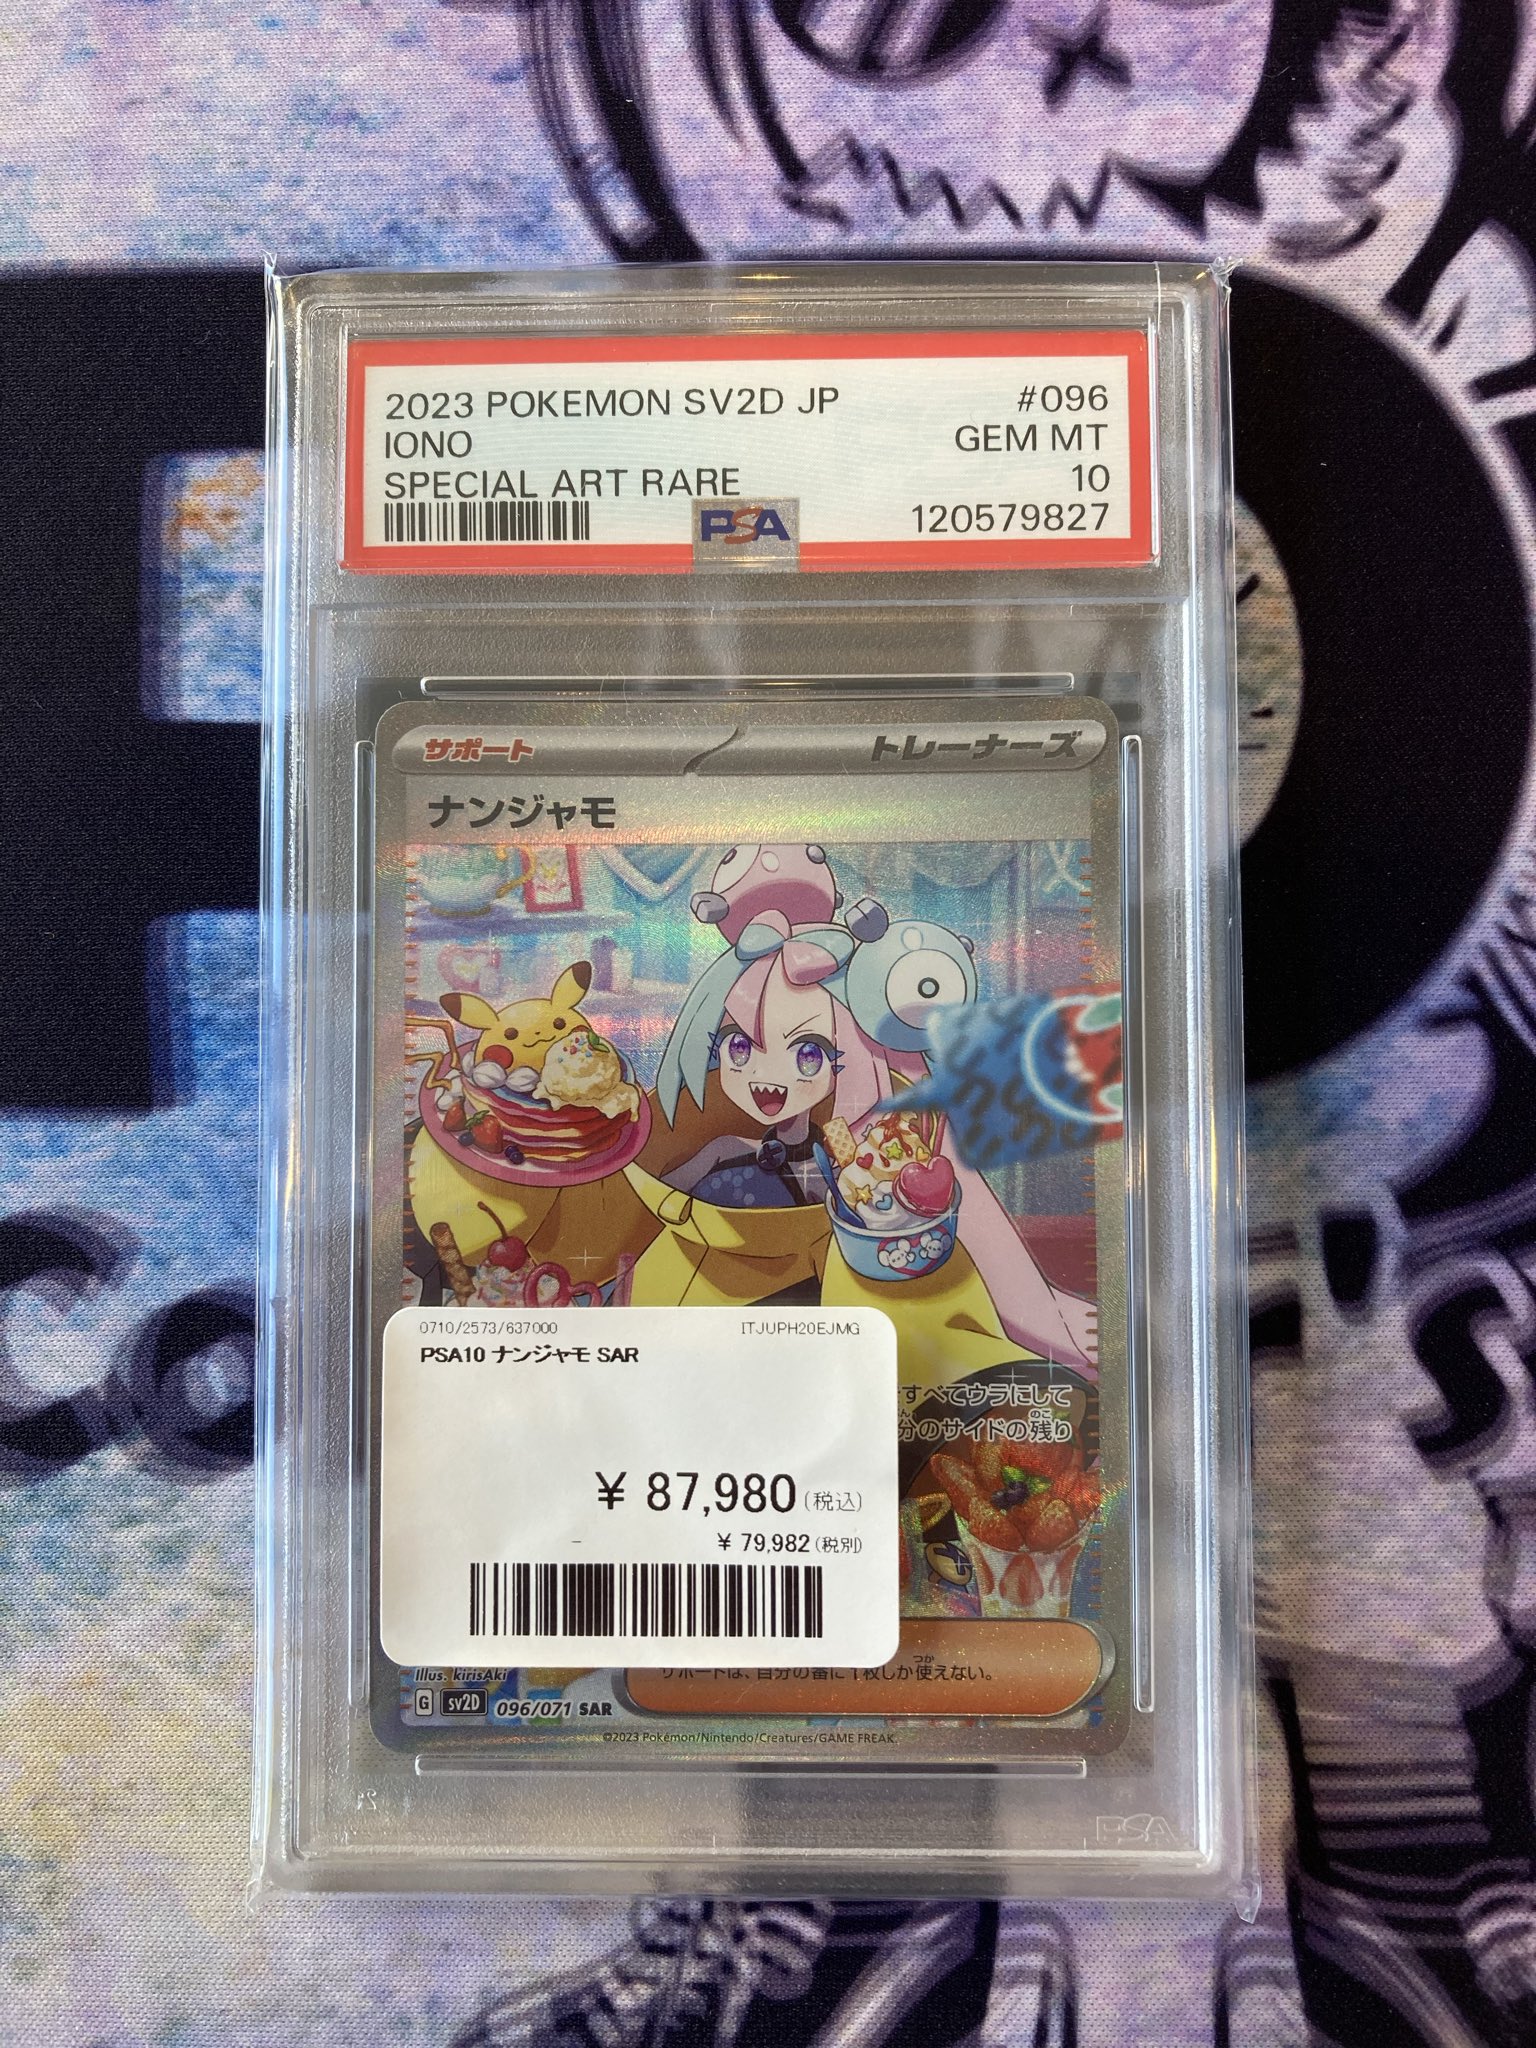 2023 POKEMON SV2D JP #096
IONO GEM MT
SPECIAL ART RARE 10
PSA 120579827
サポート トレーナーズ
ナンジャモ
すべてウラにして
分のサイドの残り
0710/2573/637000 ITJUPH20EJMG
PSA10 ナンジャモ SAR
¥ 87,980(税込)
- ¥ 79,982(税別)
サポートは、自分の番に1枚しか使えない。
Illus. kirisAki
G sv2D 096/071 SAR
©2023 Pokémon/Nintendo/Creatures/GAME FREAK.
PSA